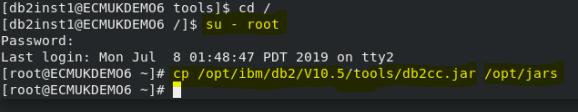 [db2inst1@ECMUKDEMO6 tools]$ cd /
[db2inst1@ECMUKDEMO6 /]$ su - root
Password:
Last login: Mon Jul  8 01:48:47 PDT 2019 on tty2
[root@ECMUKDEMO6 ~]# cp /opt/ibm/db2/V10.5/tools/db2cc.jar /opt/jars
[root@ECMUKDEMO6 ~]#